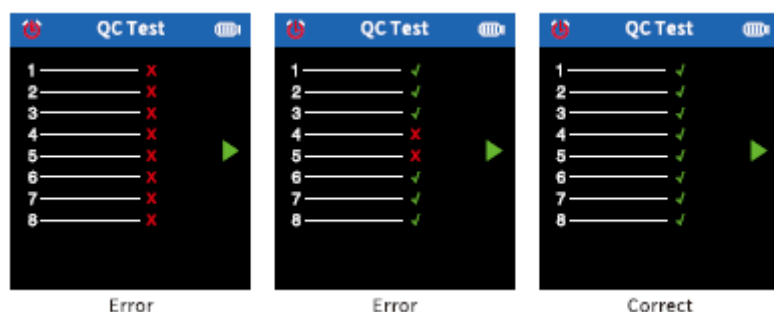 QC Test
1 X
2 X
3 X
4 X
5 X
6 X
7 X
8 X
Error
QC Test
1 √
2 √
3 √
4 X
5 X
6 √
7 √
8 √
Error
QC Test
1 √
2 √
3 √
4 √
5 √
6 √
7 √
8 √
Correct